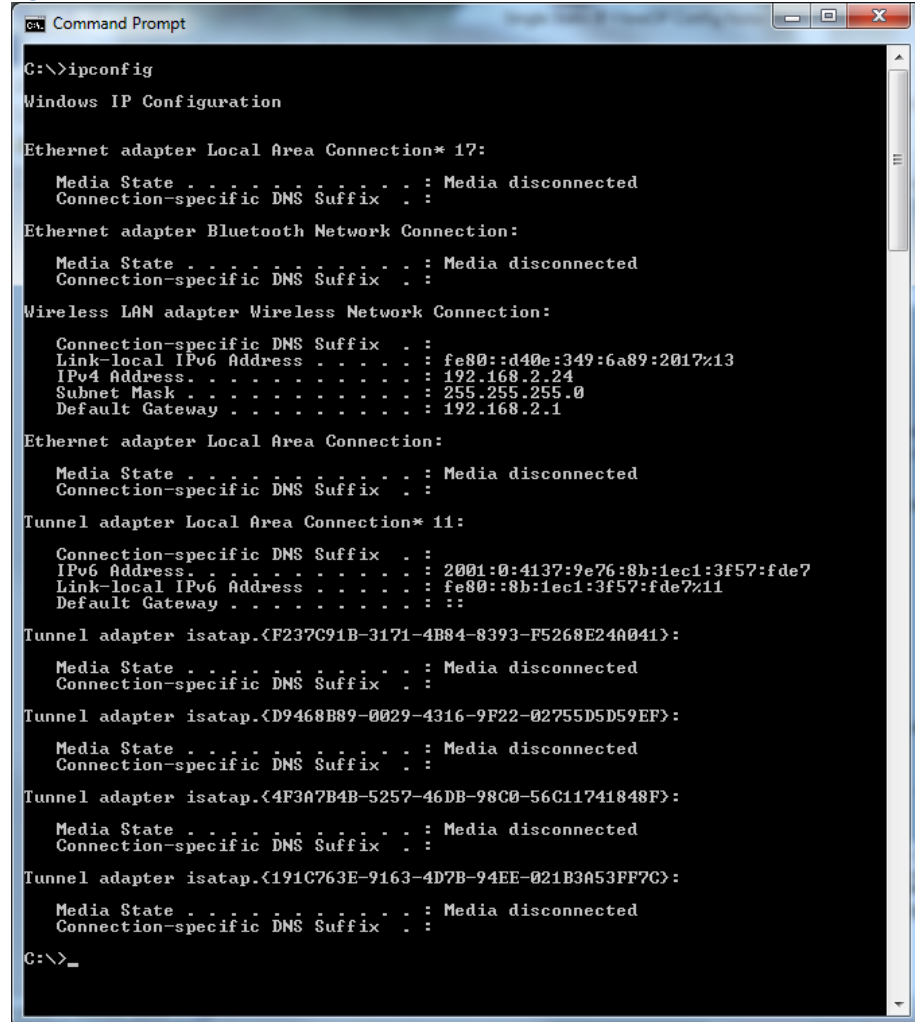 Command Prompt
C:\>ipconfig
Windows IP Configuration
Ethernet adapter Local Area Connection* 17:
Media State . . . . . . . . . . . : Media disconnected
Connection-specific DNS Suffix . :
Ethernet adapter Bluetooth Network Connection:
Media State . . . . . . . . . . . : Media disconnected
Connection-specific DNS Suffix . :
Wireless LAN adapter Wireless Network Connection:
Connection-specific DNS Suffix . :
Link-local IPv6 Address . . . . . : fe80::d40e:349:6a89:2017%13
IPv4 Address. . . . . . . . . . . : 192.168.2.24
Subnet Mask . . . . . . . . . . . : 255.255.255.0
Default Gateway . . . . . . . . . : 192.168.2.1
Ethernet adapter Local Area Connection:
Media State . . . . . . . . . . . : Media disconnected
Connection-specific DNS Suffix . :
Tunnel adapter Local Area Connection* 11:
Connection-specific DNS Suffix . :
IPv6 Address. . . . . . . . . . . : 2001:0:4137:9e76:8b:1ec1:3f57:fde7
Link-local IPv6 Address . . . . . : fe80::8b:1ec1:3f57:fde7%11
Default Gateway . . . . . . . . . : ::
Tunnel adapter isatap.{F237C91B-3171-4B84-8393-F5268E24A041}:
Media State . . . . . . . . . . . : Media disconnected
Connection-specific DNS Suffix . :
Tunnel adapter isatap.{D9468B89-0029-4316-9F22-02755D5D59EF}:
Media State . . . . . . . . . . . : Media disconnected
Connection-specific DNS Suffix . :
Tunnel adapter isatap.{4F3A7B4B-5257-46DB-98C0-56C11741848F}:
Media State . . . . . . . . . . . : Media disconnected
Connection-specific DNS Suffix . :
Tunnel adapter isatap.{191C763E-9163-4D7B-94EE-021B3A53FF7C}:
Media State . . . . . . . . . . . : Media disconnected
Connection-specific DNS Suffix . :
C:\>_